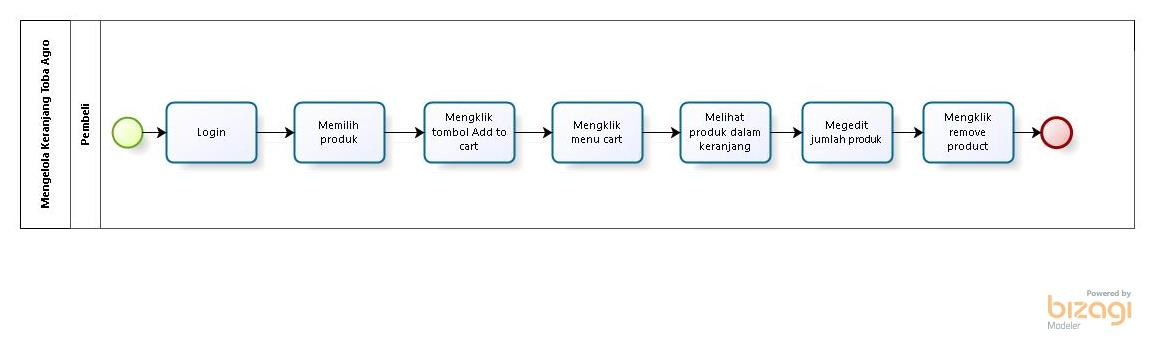 Mengelola Keranjang Toba Agro
Pembeli
Login
Memilih
produk
Mengklik
tombol Add to
cart
Mengklik
menu cart
Melihat
produk dalam
keranjang
Megedit
jumlah produk
Mengklik
remove
product
Powered by
bizagi
Modeler